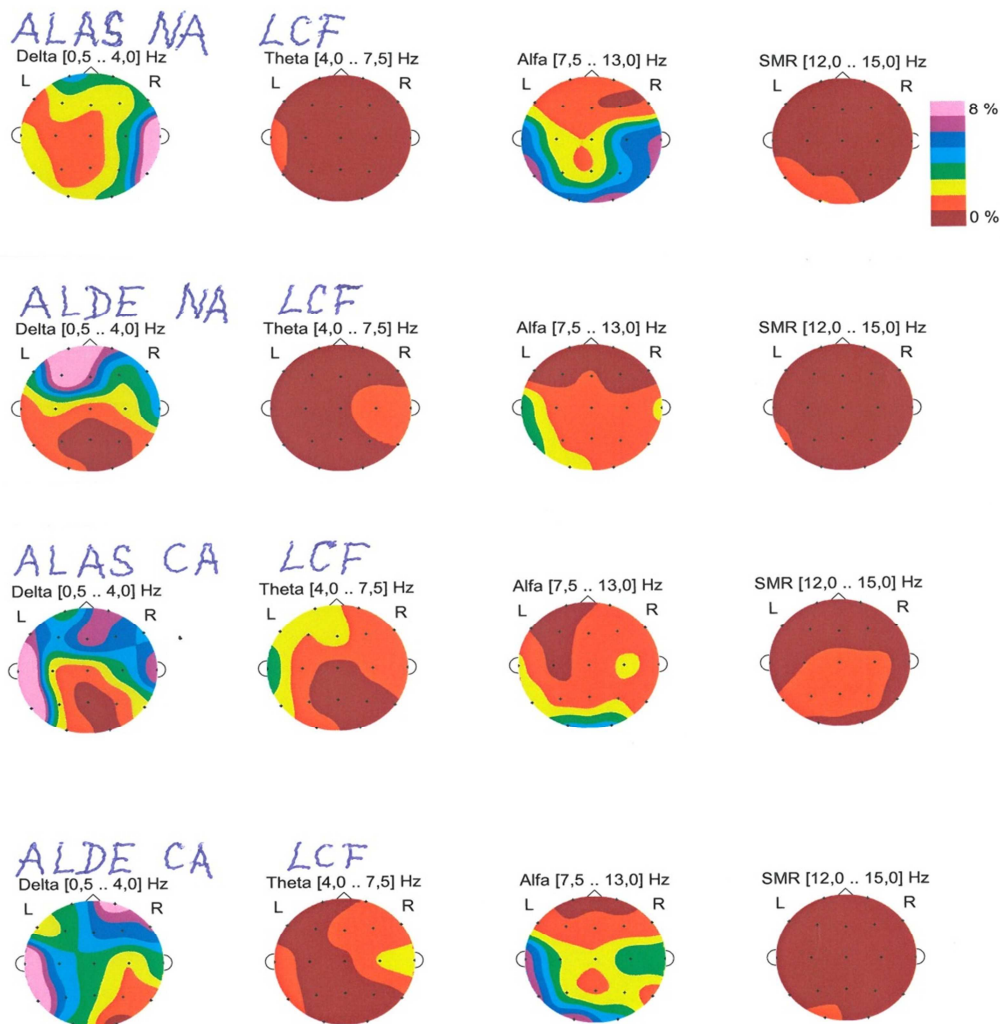 ALAS NA LCF
Delta [0,5 .. 4,0] Hz Theta [4,0 .. 7,5] Hz Alfa [7,5 .. 13,0] Hz SMR [12,0 .. 15,0] Hz
L R L R L R L R
8 %
0 %
ALDE NA LCF
Delta [0,5 .. 4,0] Hz Theta [4,0 .. 7,5] Hz Alfa [7,5 .. 13,0] Hz SMR [12,0 .. 15,0] Hz
L R L R L R L R
ALAS CA LCF
Delta [0,5 .. 4,0] Hz Theta [4,0 .. 7,5] Hz Alfa [7,5 .. 13,0] Hz SMR [12,0 .. 15,0] Hz
L R L R L R L R
ALDE CA LCF
Delta [0,5 .. 4,0] Hz Theta [4,0 .. 7,5] Hz Alfa [7,5 .. 13,0] Hz SMR [12,0 .. 15,0] Hz
L R L R L R L R